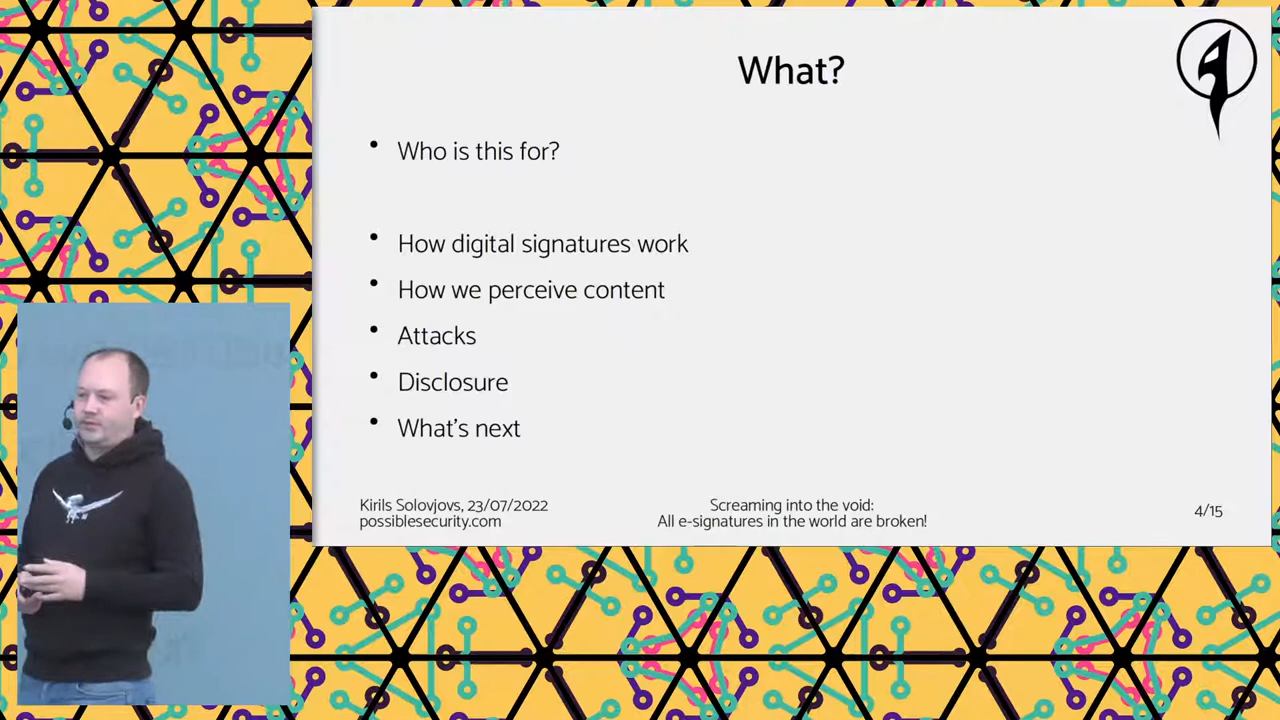 What?
Who is this for?
How digital signatures work
How we perceive content
Attacks
Disclosure
What's next
Kirils Solovjovs, 23/07/2022
possiblesecurity.com
Screaming into the void:
All e-signatures in the world are broken!
4/15